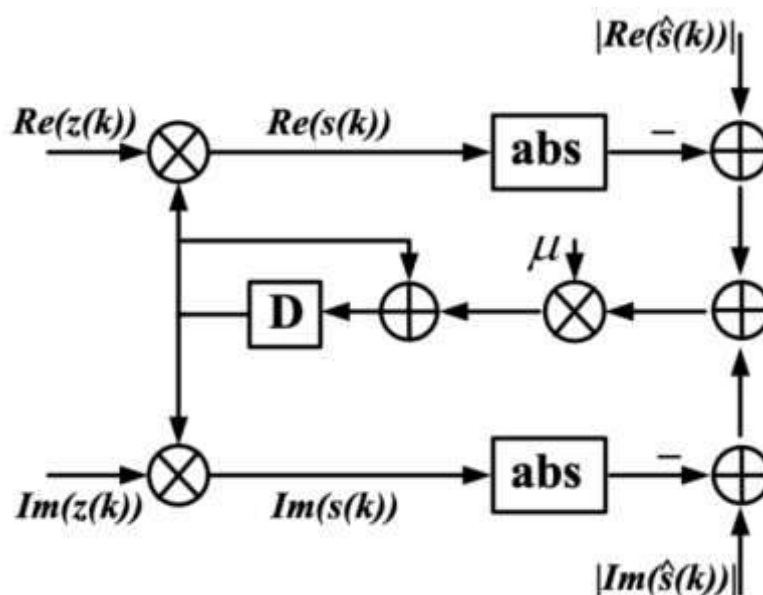 |Re(ŝ(k))|
Re(z(k)) Re(s(k)) abs −
μ
D
abs −
Im(z(k)) Im(s(k))
|Im(ŝ(k))|